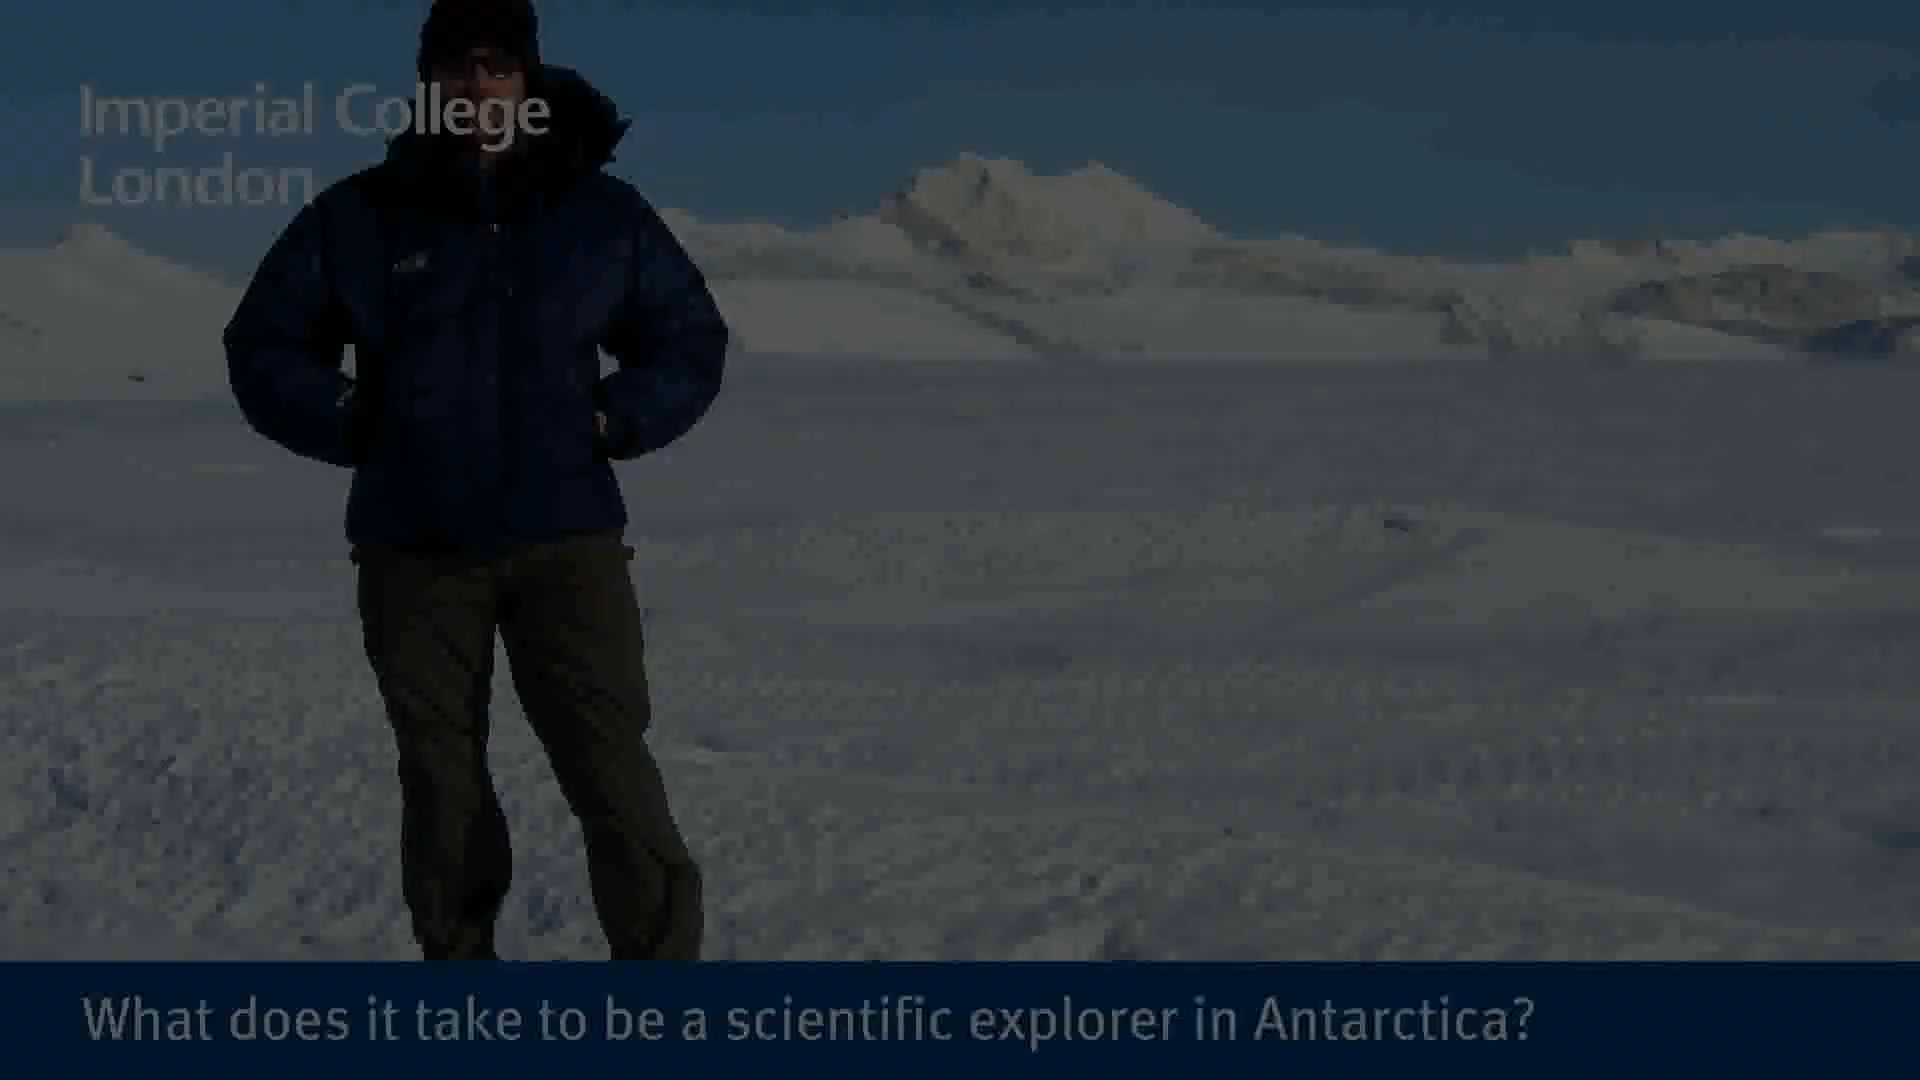 Imperial College
London
What does it take to be a scientific explorer in Antarctica?